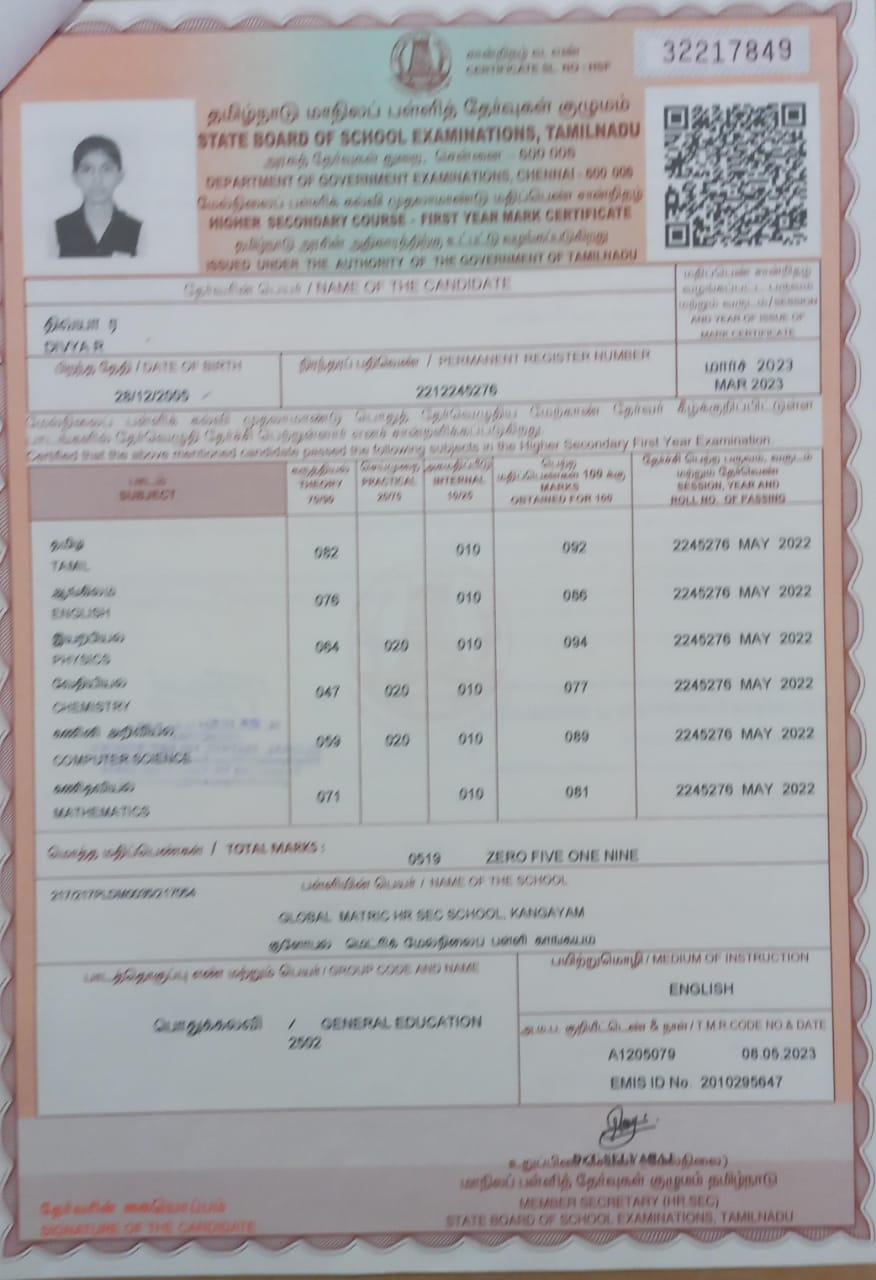 சான்றிதழ் வ. எண்
CERTIFICATE SL. NO : HSF
32217849
தமிழ்நாடு மாநிலப் பள்ளித் தேர்வுகள் குழுமம்
STATE BOARD OF SCHOOL EXAMINATIONS, TAMILNADU
அரசுத் தேர்வுகள் துறை, சென்னை - 600 006
DEPARTMENT OF GOVERNMENT EXAMINATIONS, CHENNAI - 600 006
மேல்நிலைப் பள்ளிக் கல்வி முதலாமாண்டு மதிப்பெண் சான்றிதழ்
HIGHER SECONDARY COURSE - FIRST YEAR MARK CERTIFICATE
தமிழ்நாடு அரசின் அதிகாரத்திற்கு உட்பட்டு வழங்கப்படுகிறது
ISSUED UNDER THE AUTHORITY OF THE GOVERNMENT OF TAMILNADU
தேர்வரின் பெயர் / NAME OF THE CANDIDATE
திவ்யா ர
DIVYA R
மதிப்பெண் சான்றிதழ்
மற்றும் வருடம் / SESSION
AND YEAR OF ISSUE OF
MARK CERTIFICATE
மார்ச் 2023
MAR 2023
பிறந்த தேதி / DATE OF BIRTH
28/12/2005
நிரந்தரப் பதிவெண் / PERMANENT REGISTER NUMBER
2212245276
மேல்நிலைப் பள்ளிக் கல்வி முதலாமாண்டு பொதுத் தேர்வெழுதிய மேற்கண்ட தேர்வர் கீழ்க்குறிப்பிட்டுள்ள
பாடங்களில் தேர்வெழுதி தேர்ச்சி பெற்றுள்ளார் எனச் சான்றளிக்கப்படுகிறது.
Certified that the above mentioned candidate passed the following subjects in the Higher Secondary First Year Examination.
பாடம்
SUBJECT
கருத்தியல்
THEORY
70/90
செய்முறை
PRACTICAL
20/75
அகமதிப்பீடு
INTERNAL
10/25
பெற்ற
மதிப்பெண்கள் 100 க்கு
MARKS
OBTAINED FOR 100
தேர்ச்சி பெற்ற பருவம், வருடம்
மற்றும் தேர்வெண்
SESSION, YEAR AND
ROLL NO. OF PASSING
தமிழ்
TAMIL 082 010 092 2245276 MAY 2022
ஆங்கிலம்
ENGLISH 076 010 086 2245276 MAY 2022
இயற்பியல்
PHYSICS 064 020 010 094 2245276 MAY 2022
வேதியியல்
CHEMISTRY 047 020 010 077 2245276 MAY 2022
கணினி அறிவியல்
COMPUTER SCIENCE 059 020 010 089 2245276 MAY 2022
கணிதவியல்
MATHEMATICS 071 010 081 2245276 MAY 2022
மொத்த மதிப்பெண்கள் / TOTAL MARKS : 0519 ZERO FIVE ONE NINE
பள்ளியின் பெயர் / NAME OF THE SCHOOL
GLOBAL MATRIC HR SEC SCHOOL, KANGAYAM
குளோபல் மெட்ரிக் மேல்நிலைப் பள்ளி காங்கயம்
பாடத்தொகுப்பு எண் மற்றும் பெயர் / GROUP CODE AND NAME
பொதுக்கல்வி / GENERAL EDUCATION
2502
பயிற்றுமொழி / MEDIUM OF INSTRUCTION
ENGLISH
அ.ம.ப. குறியீட்டெண் & நாள் / T.M.R.CODE NO & DATE
A1205079 08.05.2023
EMIS ID No. 2010295647
மாநிலப் பள்ளித் தேர்வுகள் குழுமம் தமிழ்நாடு
MEMBER SECRETARY (HR.SEC)
STATE BOARD OF SCHOOL EXAMINATIONS, TAMILNADU
தேர்வரின் கையொப்பம்
SIGNATURE OF THE CANDIDATE